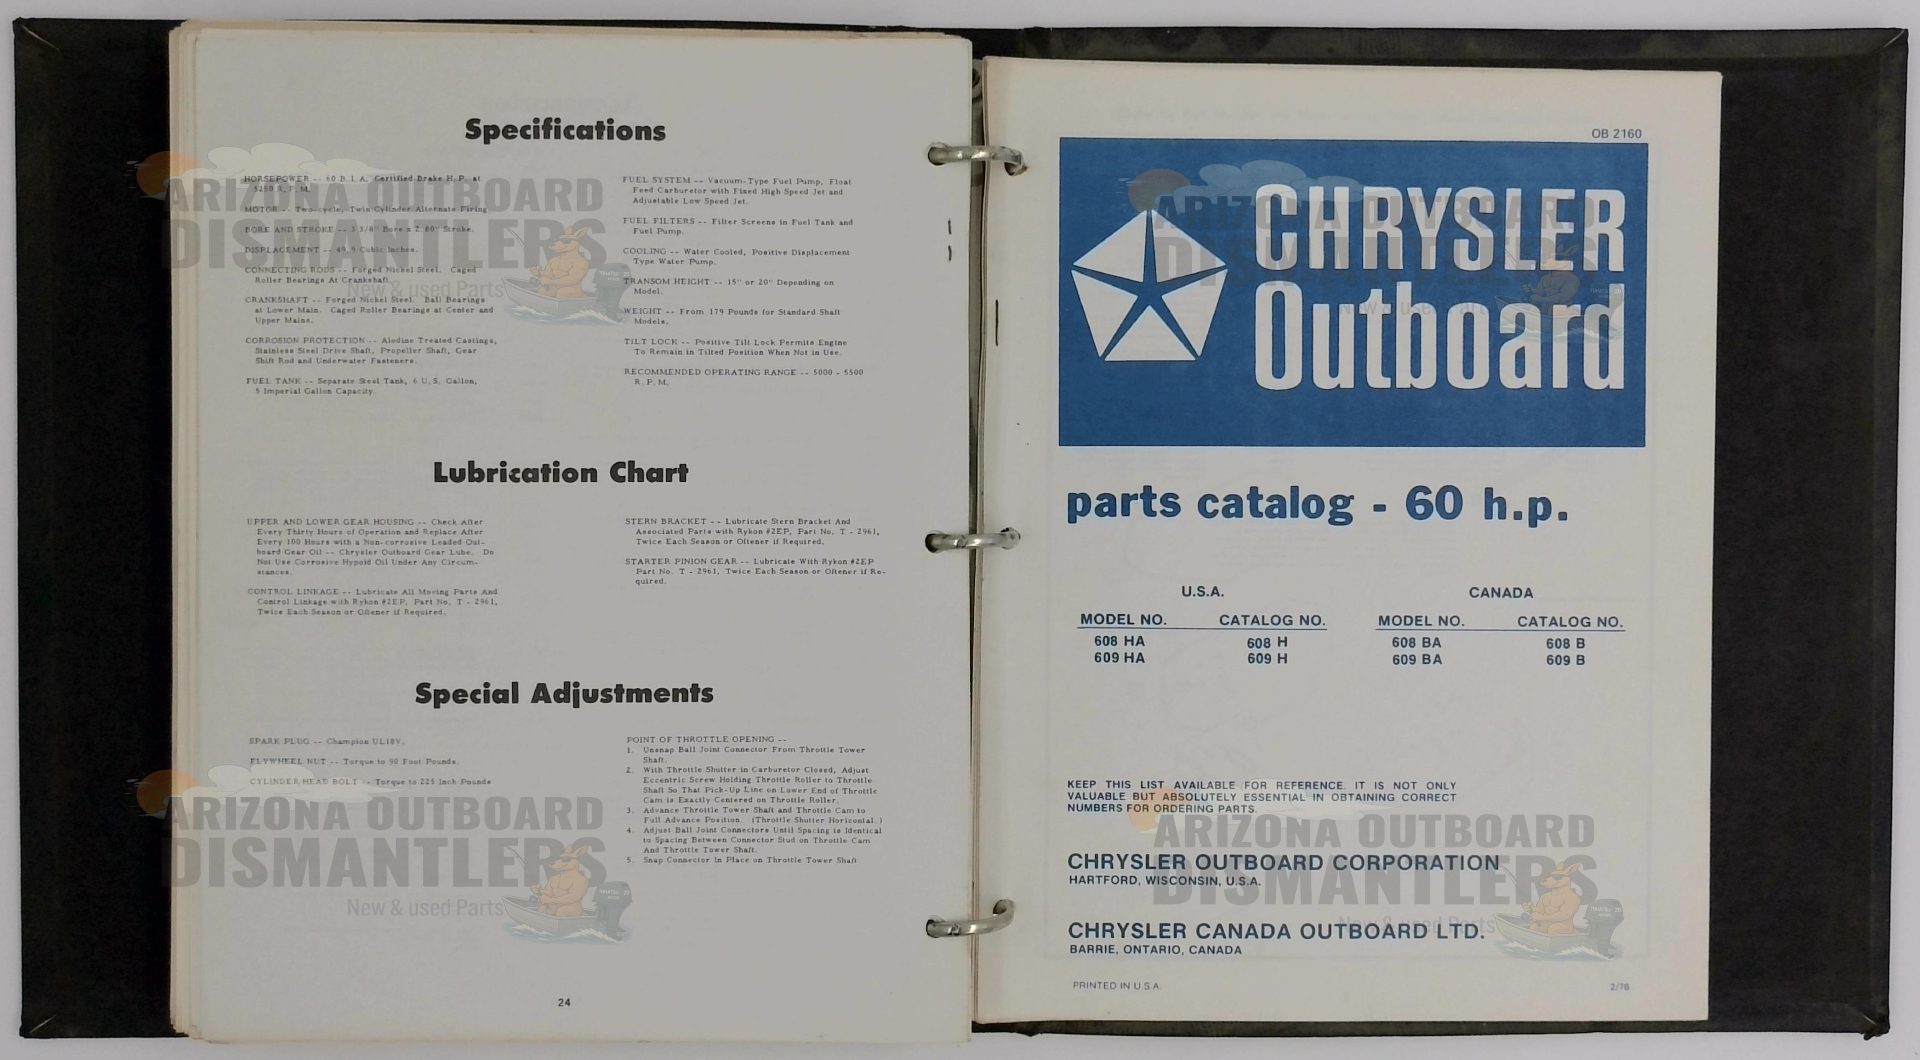 Specifications
HORSEPOWER -- 60 B.I.A. Certified Brake H.P. at
5250 R.P.M.
MOTOR -- Two-cycle, Twin Cylinder Alternate Firing
BORE AND STROKE -- 3 3/8" Bore x 2.80" Stroke.
DISPLACEMENT -- 49.9 Cubic Inches.
CONNECTING RODS -- Forged Nickel Steel. Caged
Roller Bearings At Crankshaft.
CRANKSHAFT -- Forged Nickel Steel. Ball Bearings
at Lower Main. Caged Roller Bearings at Center and
Upper Mains.
CORROSION PROTECTION -- Alodine Treated Castings,
Stainless Steel Drive Shaft, Propeller Shaft, Gear
Shift Rod and Underwater Fasteners.
FUEL TANK -- Separate Steel Tank, 6 U.S. Gallon,
5 Imperial Gallon Capacity.
FUEL SYSTEM -- Vacuum-Type Fuel Pump, Float
Feed Carburetor with Fixed High Speed Jet and
Adjustable Low Speed Jet.
FUEL FILTERS -- Filter Screens in Fuel Tank and
Fuel Pump.
COOLING -- Water Cooled, Positive Displacement
Type Water Pump.
TRANSOM HEIGHT -- 15" or 20" Depending on
Model.
WEIGHT -- From 179 Pounds for Standard Shaft
Models.
TILT LOCK -- Positive Tilt Lock Permits Engine
To Remain in Tilted Position When Not in Use.
RECOMMENDED OPERATING RANGE -- 5000 - 5500
R.P.M.
Lubrication Chart
UPPER AND LOWER GEAR HOUSING -- Check After
Every Thirty Hours of Operation and Replace After
Every 100 Hours with a Non-corrosive Leaded Out-
board Gear Oil -- Chrysler Outboard Gear Lube. Do
Not Use Corrosive Hypoid Oil Under Any Circum-
stances.
CONTROL LINKAGE -- Lubricate All Moving Parts And
Control Linkage with Rykon #2EP, Part No. T - 2961,
Twice Each Season or Oftener if Required.
STERN BRACKET -- Lubricate Stern Bracket And
Associated Parts with Rykon #2EP, Part No. T - 2961,
Twice Each Season or Oftener if Required.
STARTER PINION GEAR -- Lubricate With Rykon #2EP
Part No. T - 2961, Twice Each Season or Oftener if Re-
quired.
Special Adjustments
SPARK PLUG -- Champion UL18V.
FLYWHEEL NUT -- Torque to 90 Foot Pounds.
CYLINDER HEAD BOLT -- Torque to 225 Inch Pounds
POINT OF THROTTLE OPENING --
1. Unsnap Ball Joint Connector From Throttle Tower
Shaft.
2. With Throttle Shutter in Carburetor Closed, Adjust
Eccentric Screw Holding Throttle Roller to Throttle
Shaft So That Pick-Up Line on Lower End of Throttle
Cam is Exactly Centered on Throttle Roller.
3. Advance Throttle Tower Shaft and Throttle Cam to
Full Advance Position. (Throttle Shutter Horizontal.)
4. Adjust Ball Joint Connectors Until Spacing is Identical
to Spacing Between Connector Stud on Throttle Cam
And Throttle Tower Shaft.
5. Snap Connector In Place on Throttle Tower Shaft
24
ARIZONA OUTBOARD
DISMANTLERS
New & used Parts
ARIZONA OUTBOARD
DISMANTLERS
New & used Parts
OB 2160
CHRYSLER
Outboard
parts catalog - 60 h.p.
U.S.A. CANADA
MODEL NO. CATALOG NO. MODEL NO. CATALOG NO.
608 HA 608 H 608 BA 608 B
609 HA 609 H 609 BA 609 B
KEEP THIS LIST AVAILABLE FOR REFERENCE. IT IS NOT ONLY
VALUABLE BUT ABSOLUTELY ESSENTIAL IN OBTAINING CORRECT
NUMBERS FOR ORDERING PARTS.
CHRYSLER OUTBOARD CORPORATION
HARTFORD, WISCONSIN, U.S.A.
CHRYSLER CANADA OUTBOARD LTD.
BARRIE, ONTARIO, CANADA
PRINTED IN U.S.A. 2/76
ARIZONA OUTBOARD
DISMANTLERS
New & used Parts
ARIZONA OUTBOARD
DISMANTLERS
New & used Parts